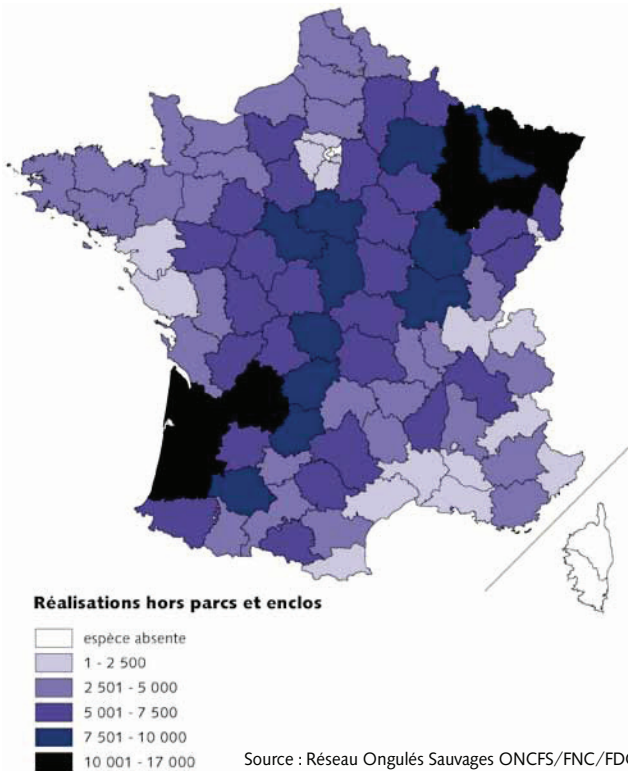 Réalisations hors parcs et enclos
espèce absente
1 - 2 500
2 501 - 5 000
5 001 - 7 500
7 501 - 10 000
10 001 - 17 000
Source : Réseau Ongulés Sauvages ONCFS/FNC/FDC